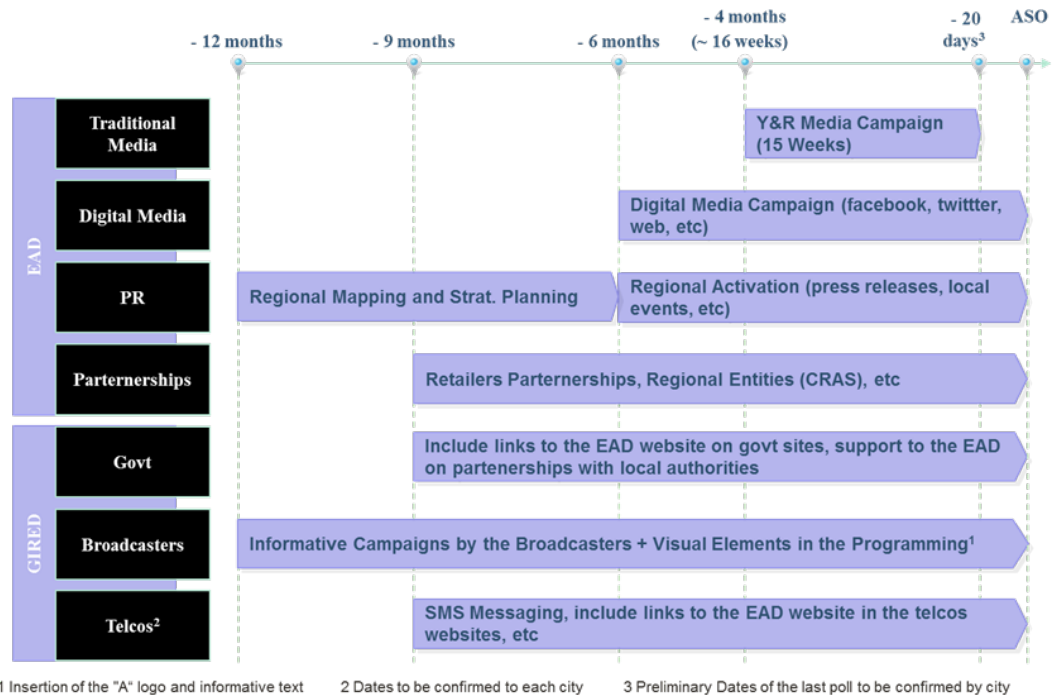 - 12 months
- 9 months
- 6 months
- 4 months
(~ 16 weeks)
- 20
days³
ASO
EAD
Traditional
Media
Y&R Media Campaign
(15 Weeks)
Digital Media
Digital Media Campaign (facebook, twittter,
web, etc)
PR
Regional Mapping and Strat. Planning
Regional Activation (press releases, local
events, etc)
Parternerships
Retailers Parternerships, Regional Entities (CRAS), etc
GIRED
Govt
Include links to the EAD website on govt sites, support to the EAD
on partenerships with local authorities
Broadcasters
Informative Campaigns by the Broadcasters + Visual Elements in the Programming¹
Telcos²
SMS Messaging, include links to the EAD website in the telcos
websites, etc
1 Insertion of the "A" logo and informative text
2 Dates to be confirmed to each city
3 Preliminary Dates of the last poll to be confirmed by city